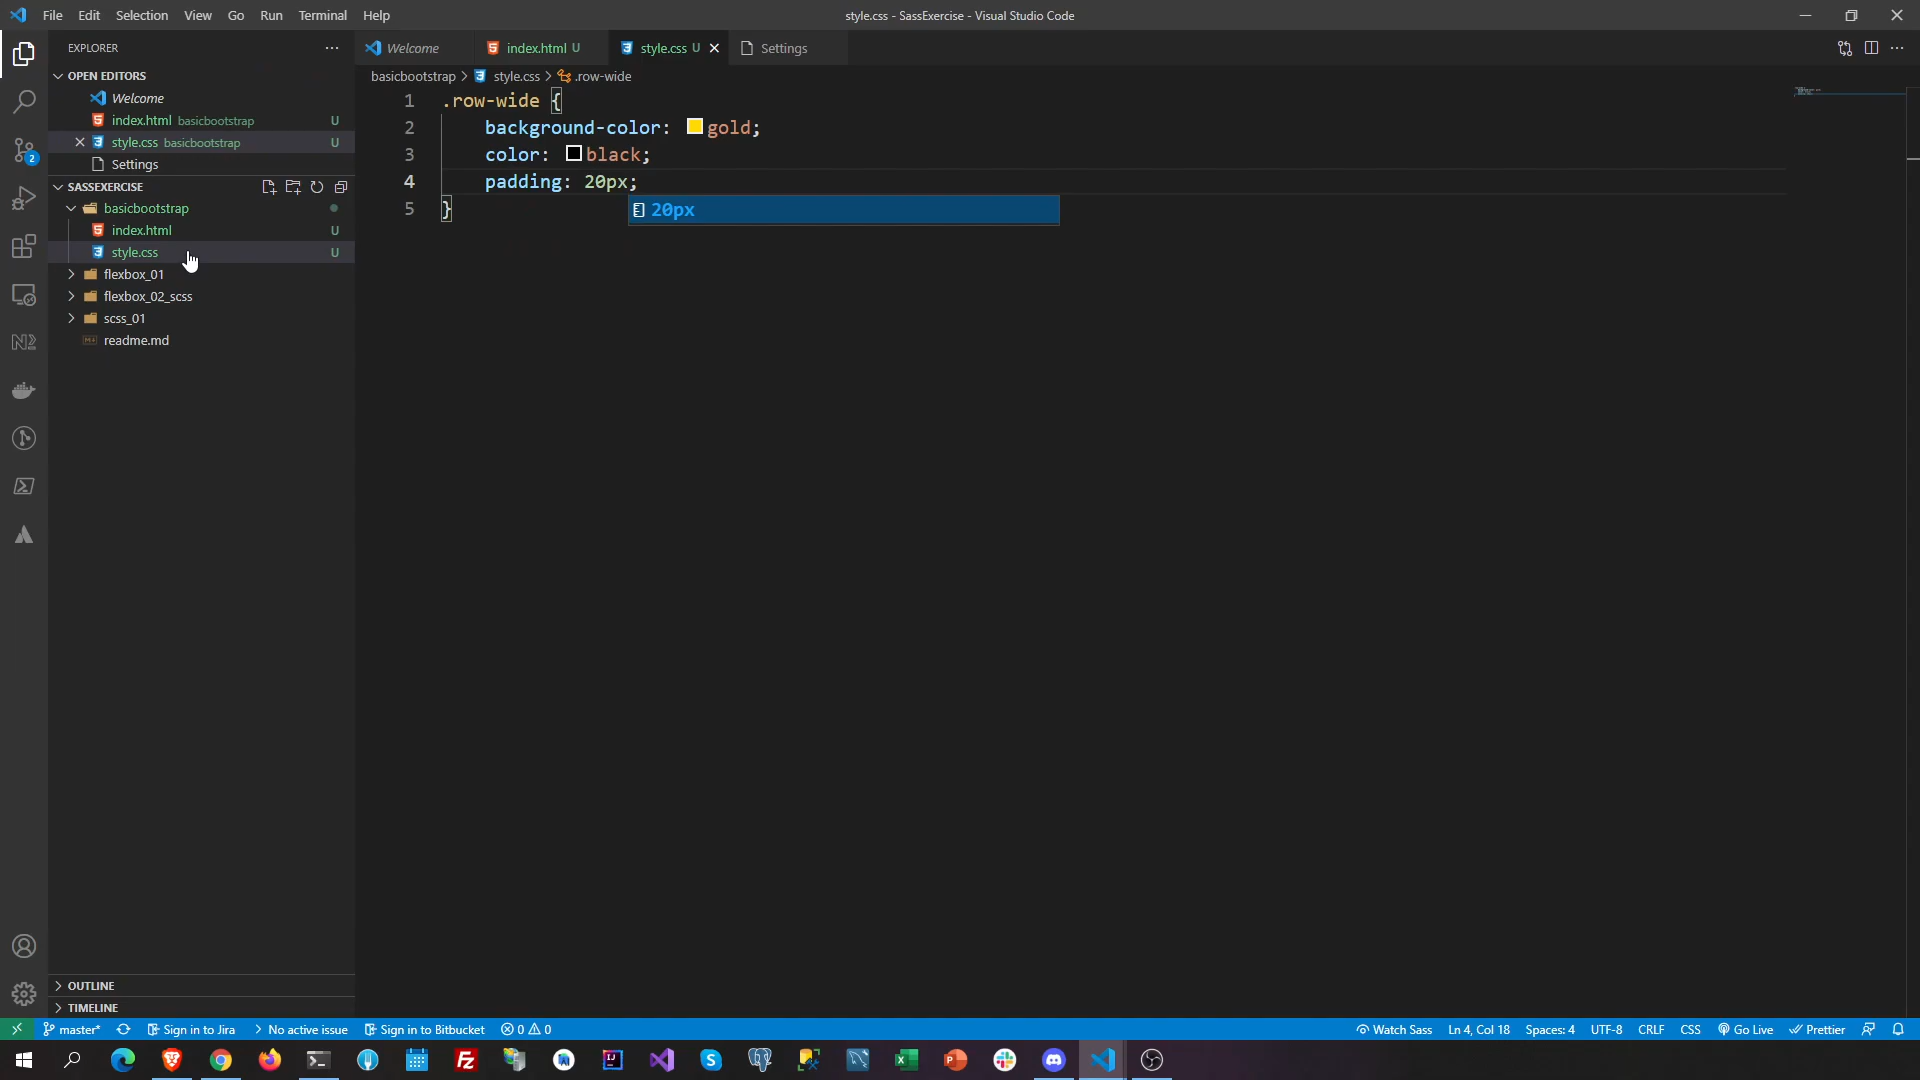 File Edit Selection View Go Run Terminal Help
style.css - SassExercise - Visual Studio Code
EXPLORER
OPEN EDITORS
Welcome
index.html basicbootstrap U
style.css basicbootstrap U
Settings
SASSEXERCISE
basicbootstrap
index.html U
style.css U
flexbox_01
flexbox_02_scss
scss_01
readme.md
OUTLINE
TIMELINE
Welcome index.html U style.css U Settings
basicbootstrap > style.css > .row-wide
1 .row-wide {
2 background-color: gold;
3 color: black;
4 padding: 20px;
5 }
20px
2
master* Sign in to Jira No active issue Sign in to Bitbucket 0 0
Watch Sass Ln 4, Col 18 Spaces: 4 UTF-8 CRLF CSS Go Live Prettier